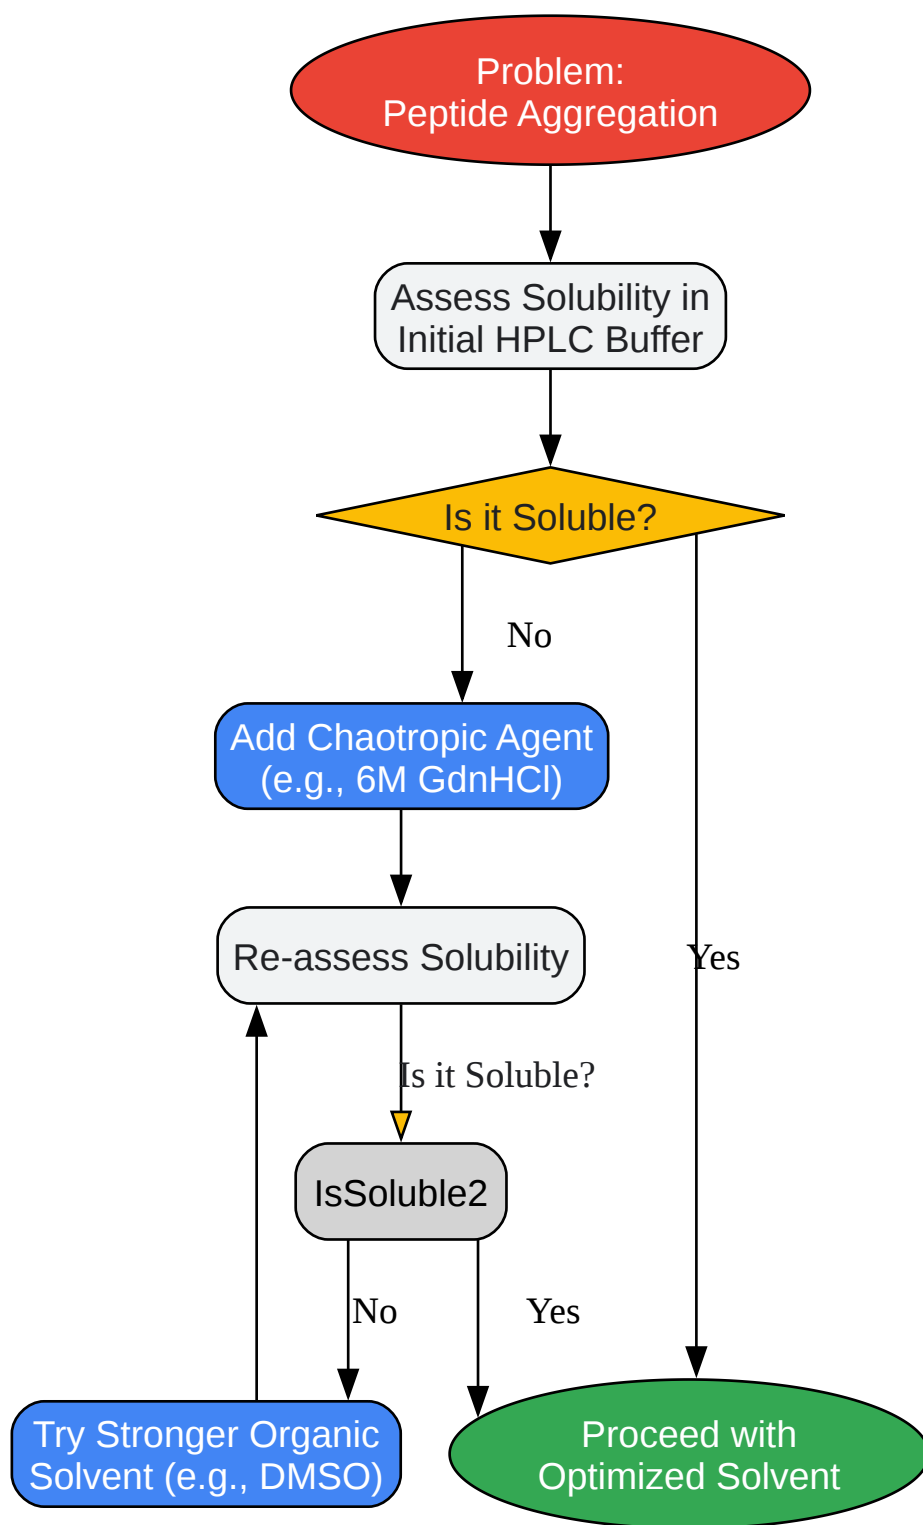 Problem:
Peptide Aggregation
Assess Solubility in
Initial HPLC Buffer
Is it Soluble?
No
Add Chaotropic Agent
(e.g., 6M GdnHCl)
Re-assess Solubility
Yes
Is it Soluble?
IsSoluble2
No
Yes
Try Stronger Organic
Solvent (e.g., DMSO)
Proceed with
Optimized Solvent